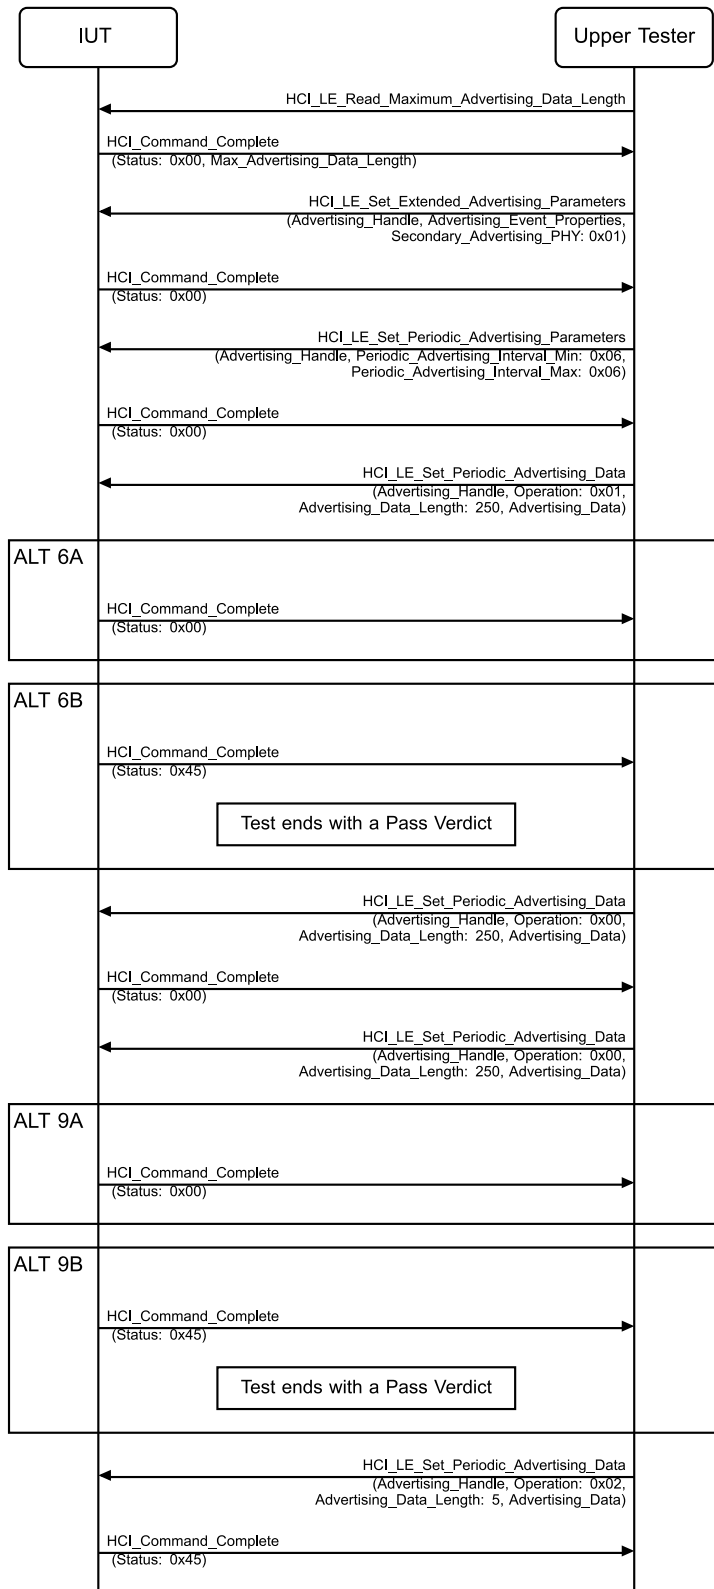 IUT
Upper Tester
HCI_LE_Read_Maximum_Advertising_Data_Length
HCI_Command_Complete
(Status: 0x00, Max_Advertising_Data_Length)
HCI_LE_Set_Extended_Advertising_Parameters
(Advertising_Handle, Advertising_Event_Properties,
Secondary_Advertising_PHY: 0x01)
HCI_Command_Complete
(Status: 0x00)
HCI_LE_Set_Periodic_Advertising_Parameters
(Advertising_Handle, Periodic_Advertising_Interval_Min: 0x06,
Periodic_Advertising_Interval_Max: 0x06)
HCI_Command_Complete
(Status: 0x00)
HCI_LE_Set_Periodic_Advertising_Data
(Advertising_Handle, Operation: 0x01,
Advertising_Data_Length: 250, Advertising_Data)
ALT 6A
HCI_Command_Complete
(Status: 0x00)
ALT 6B
HCI_Command_Complete
(Status: 0x45)
Test ends with a Pass Verdict
HCI_LE_Set_Periodic_Advertising_Data
(Advertising_Handle, Operation: 0x00,
Advertising_Data_Length: 250, Advertising_Data)
HCI_Command_Complete
(Status: 0x00)
HCI_LE_Set_Periodic_Advertising_Data
(Advertising_Handle, Operation: 0x00,
Advertising_Data_Length: 250, Advertising_Data)
ALT 9A
HCI_Command_Complete
(Status: 0x00)
ALT 9B
HCI_Command_Complete
(Status: 0x45)
Test ends with a Pass Verdict
HCI_LE_Set_Periodic_Advertising_Data
(Advertising_Handle, Operation: 0x02,
Advertising_Data_Length: 5, Advertising_Data)
HCI_Command_Complete
(Status: 0x45)